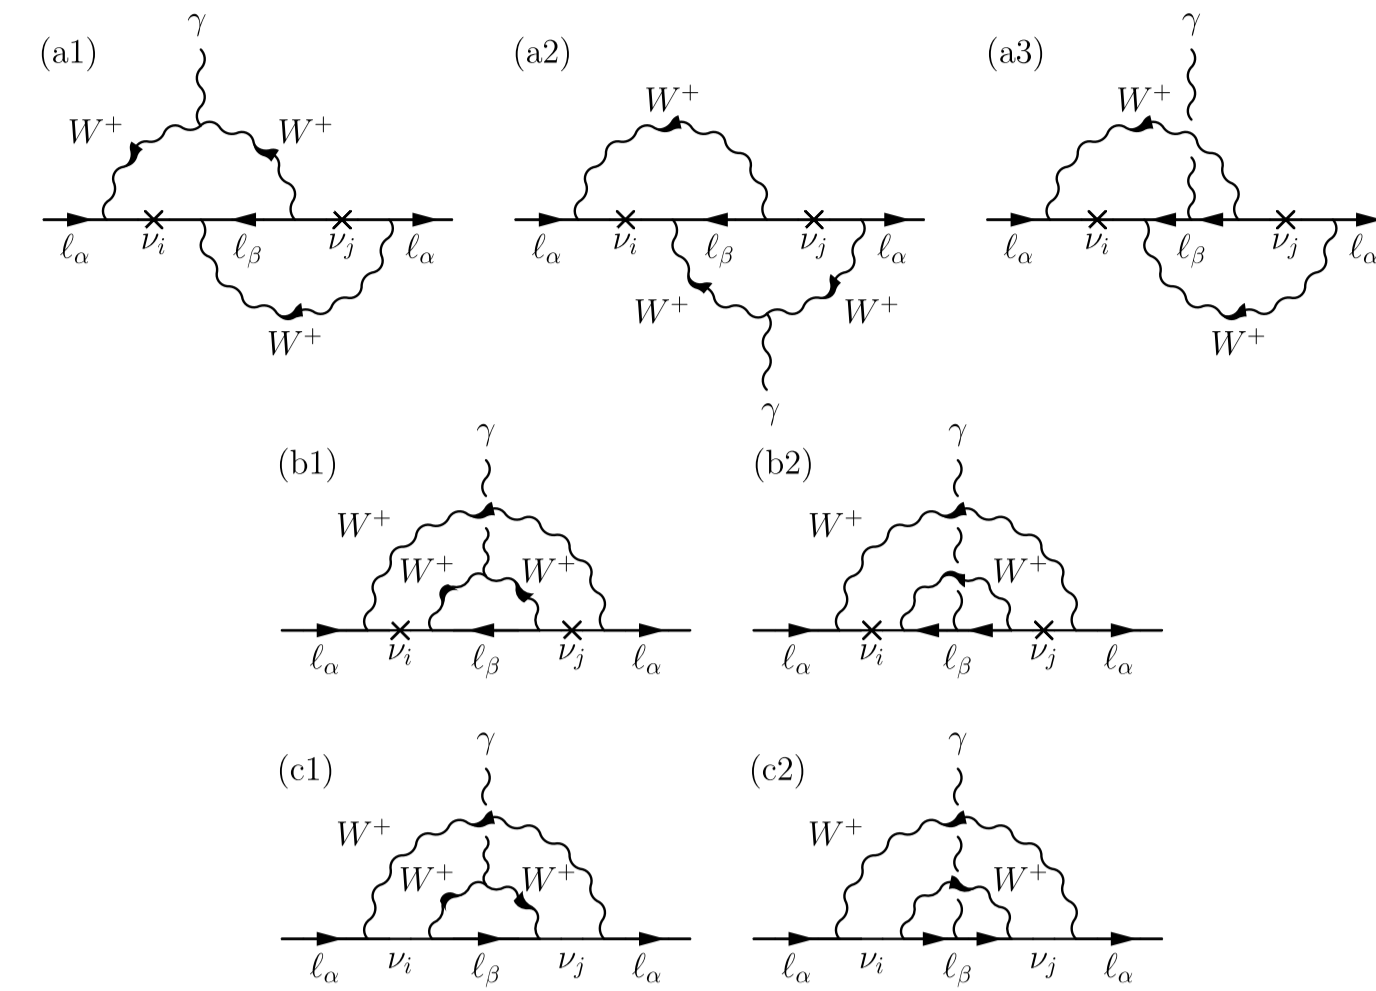 γ γ
(a1) (a2) (a3)
W⁺ W⁺ W⁺ W⁺
ℓα νi ℓβ νj ℓα ℓα νi ℓβ νj ℓα ℓα νi ℓβ νj ℓα
W⁺ W⁺ W⁺ W⁺
γ
γ γ
(b1) (b2)
W⁺ W⁺
W⁺ W⁺ W⁺
ℓα νi ℓβ νj ℓα ℓα νi ℓβ νj ℓα
γ γ
(c1) (c2)
W⁺ W⁺
W⁺ W⁺ W⁺
ℓα νi ℓβ νj ℓα ℓα νi ℓβ νj ℓα